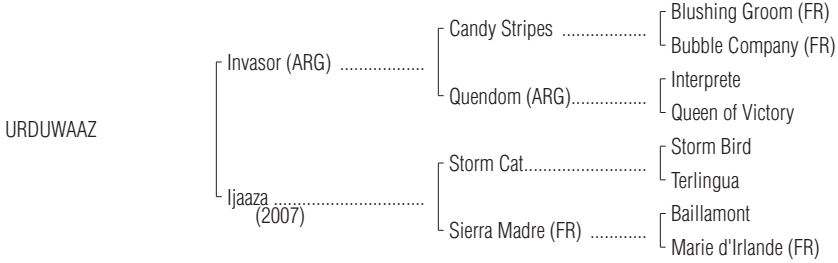 Blushing Groom (FR)
Candy Stripes ...................
Bubble Company (FR)
Invasor (ARG) ..................
Interprete
Quendom (ARG)................
Queen of Victory
URDUWAAZ
Storm Bird
Storm Cat............................
Terlingua
Ijaaza ................................
(2007)
Baillamont
Sierra Madre (FR) ............
Marie d'Irlande (FR)